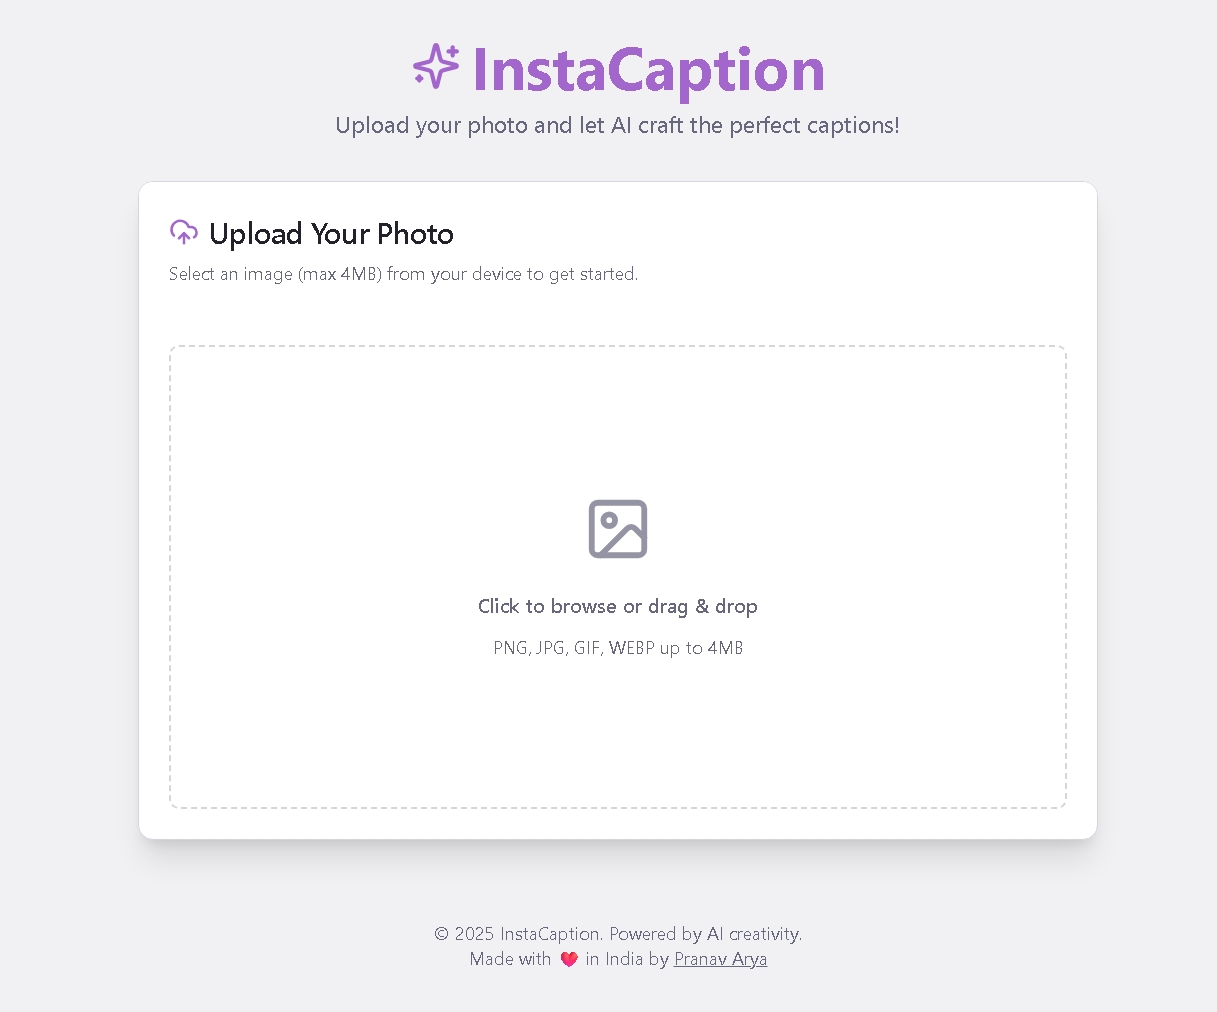 InstaCaption
Upload your photo and let AI craft the perfect captions!
Upload Your Photo
Select an image (max 4MB) from your device to get started.
Click to browse or drag & drop
PNG, JPG, GIF, WEBP up to 4MB
© 2025 InstaCaption. Powered by AI creativity.
Made with ❤️ in India by Pranav Arya